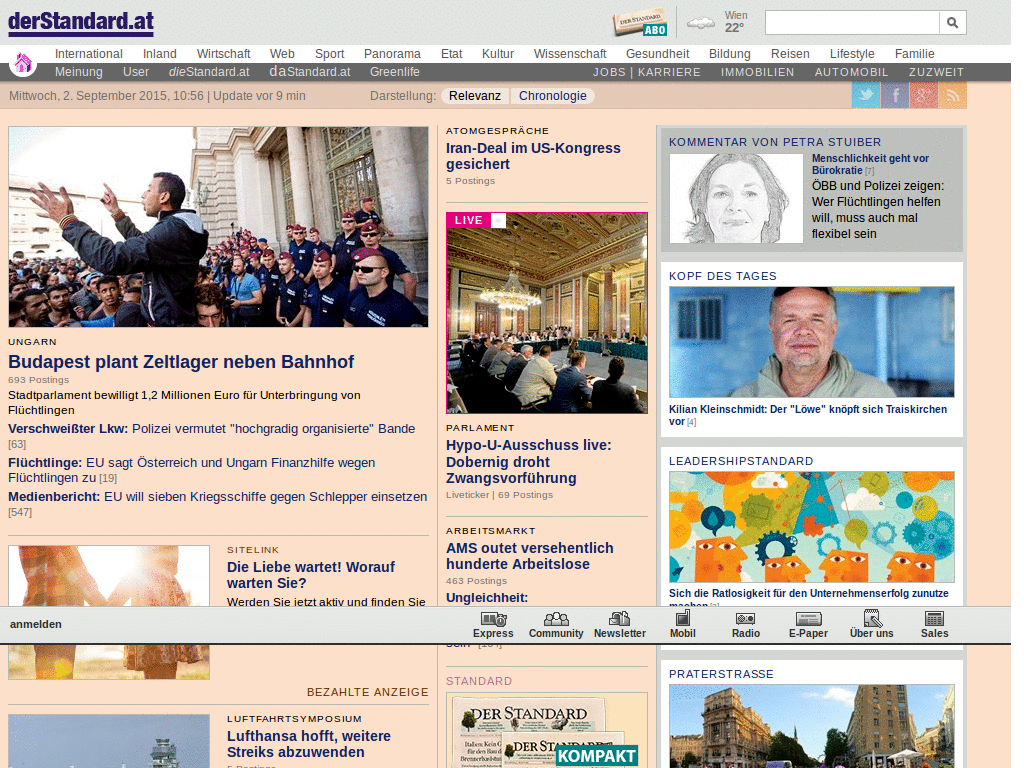 derStandard.at
DER STANDARD
ABO
Wien
22°
International Inland Wirtschaft Web Sport Panorama Etat Kultur Wissenschaft Gesundheit Bildung Reisen Lifestyle Familie
Meinung User dieStandard.at daStandard.at Greenlife JOBS | KARRIERE IMMOBILIEN AUTOMOBIL ZUZWEIT
Mittwoch, 2. September 2015, 10:56 | Update vor 9 min Darstellung: Relevanz Chronologie
UNGARN
Budapest plant Zeltlager neben Bahnhof
693 Postings
Stadtparlament bewilligt 1,2 Millionen Euro für Unterbringung von
Flüchtlingen
Verschweißter Lkw: Polizei vermutet "hochgradig organisierte" Bande
[63]
Flüchtlinge: EU sagt Österreich und Ungarn Finanzhilfe wegen
Flüchtlingen zu [19]
Medienbericht: EU will sieben Kriegsschiffe gegen Schlepper einsetzen
[547]
SITELINK
Die Liebe wartet! Worauf
warten Sie?
Werden Sie jetzt aktiv und finden Sie
BEZAHLTE ANZEIGE
LUFTFAHRTSYMPOSIUM
Lufthansa hofft, weitere
Streiks abzuwenden
5 Postings
ATOMGESPRÄCHE
Iran-Deal im US-Kongress
gesichert
5 Postings
LIVE
PARLAMENT
Hypo-U-Ausschuss live:
Dobernig droht
Zwangsvorführung
Liveticker | 69 Postings
ARBEITSMARKT
AMS outet versehentlich
hunderte Arbeitslose
463 Postings
Ungleichheit:
STANDARD
DER STANDARD
DER STANDARD
KOMPAKT
KOMMENTAR VON PETRA STUIBER
Menschlichkeit geht vor
Bürokratie [7]
ÖBB und Polizei zeigen:
Wer Flüchtlingen helfen
will, muss auch mal
flexibel sein
KOPF DES TAGES
Kilian Kleinschmidt: Der "Löwe" knöpft sich Traiskirchen
vor [4]
LEADERSHIPSTANDARD
Sich die Ratlosigkeit für den Unternehmenserfolg zunutze
machen
PRATERSTRASSE
anmelden Express Community Newsletter Mobil Radio E-Paper Über uns Sales